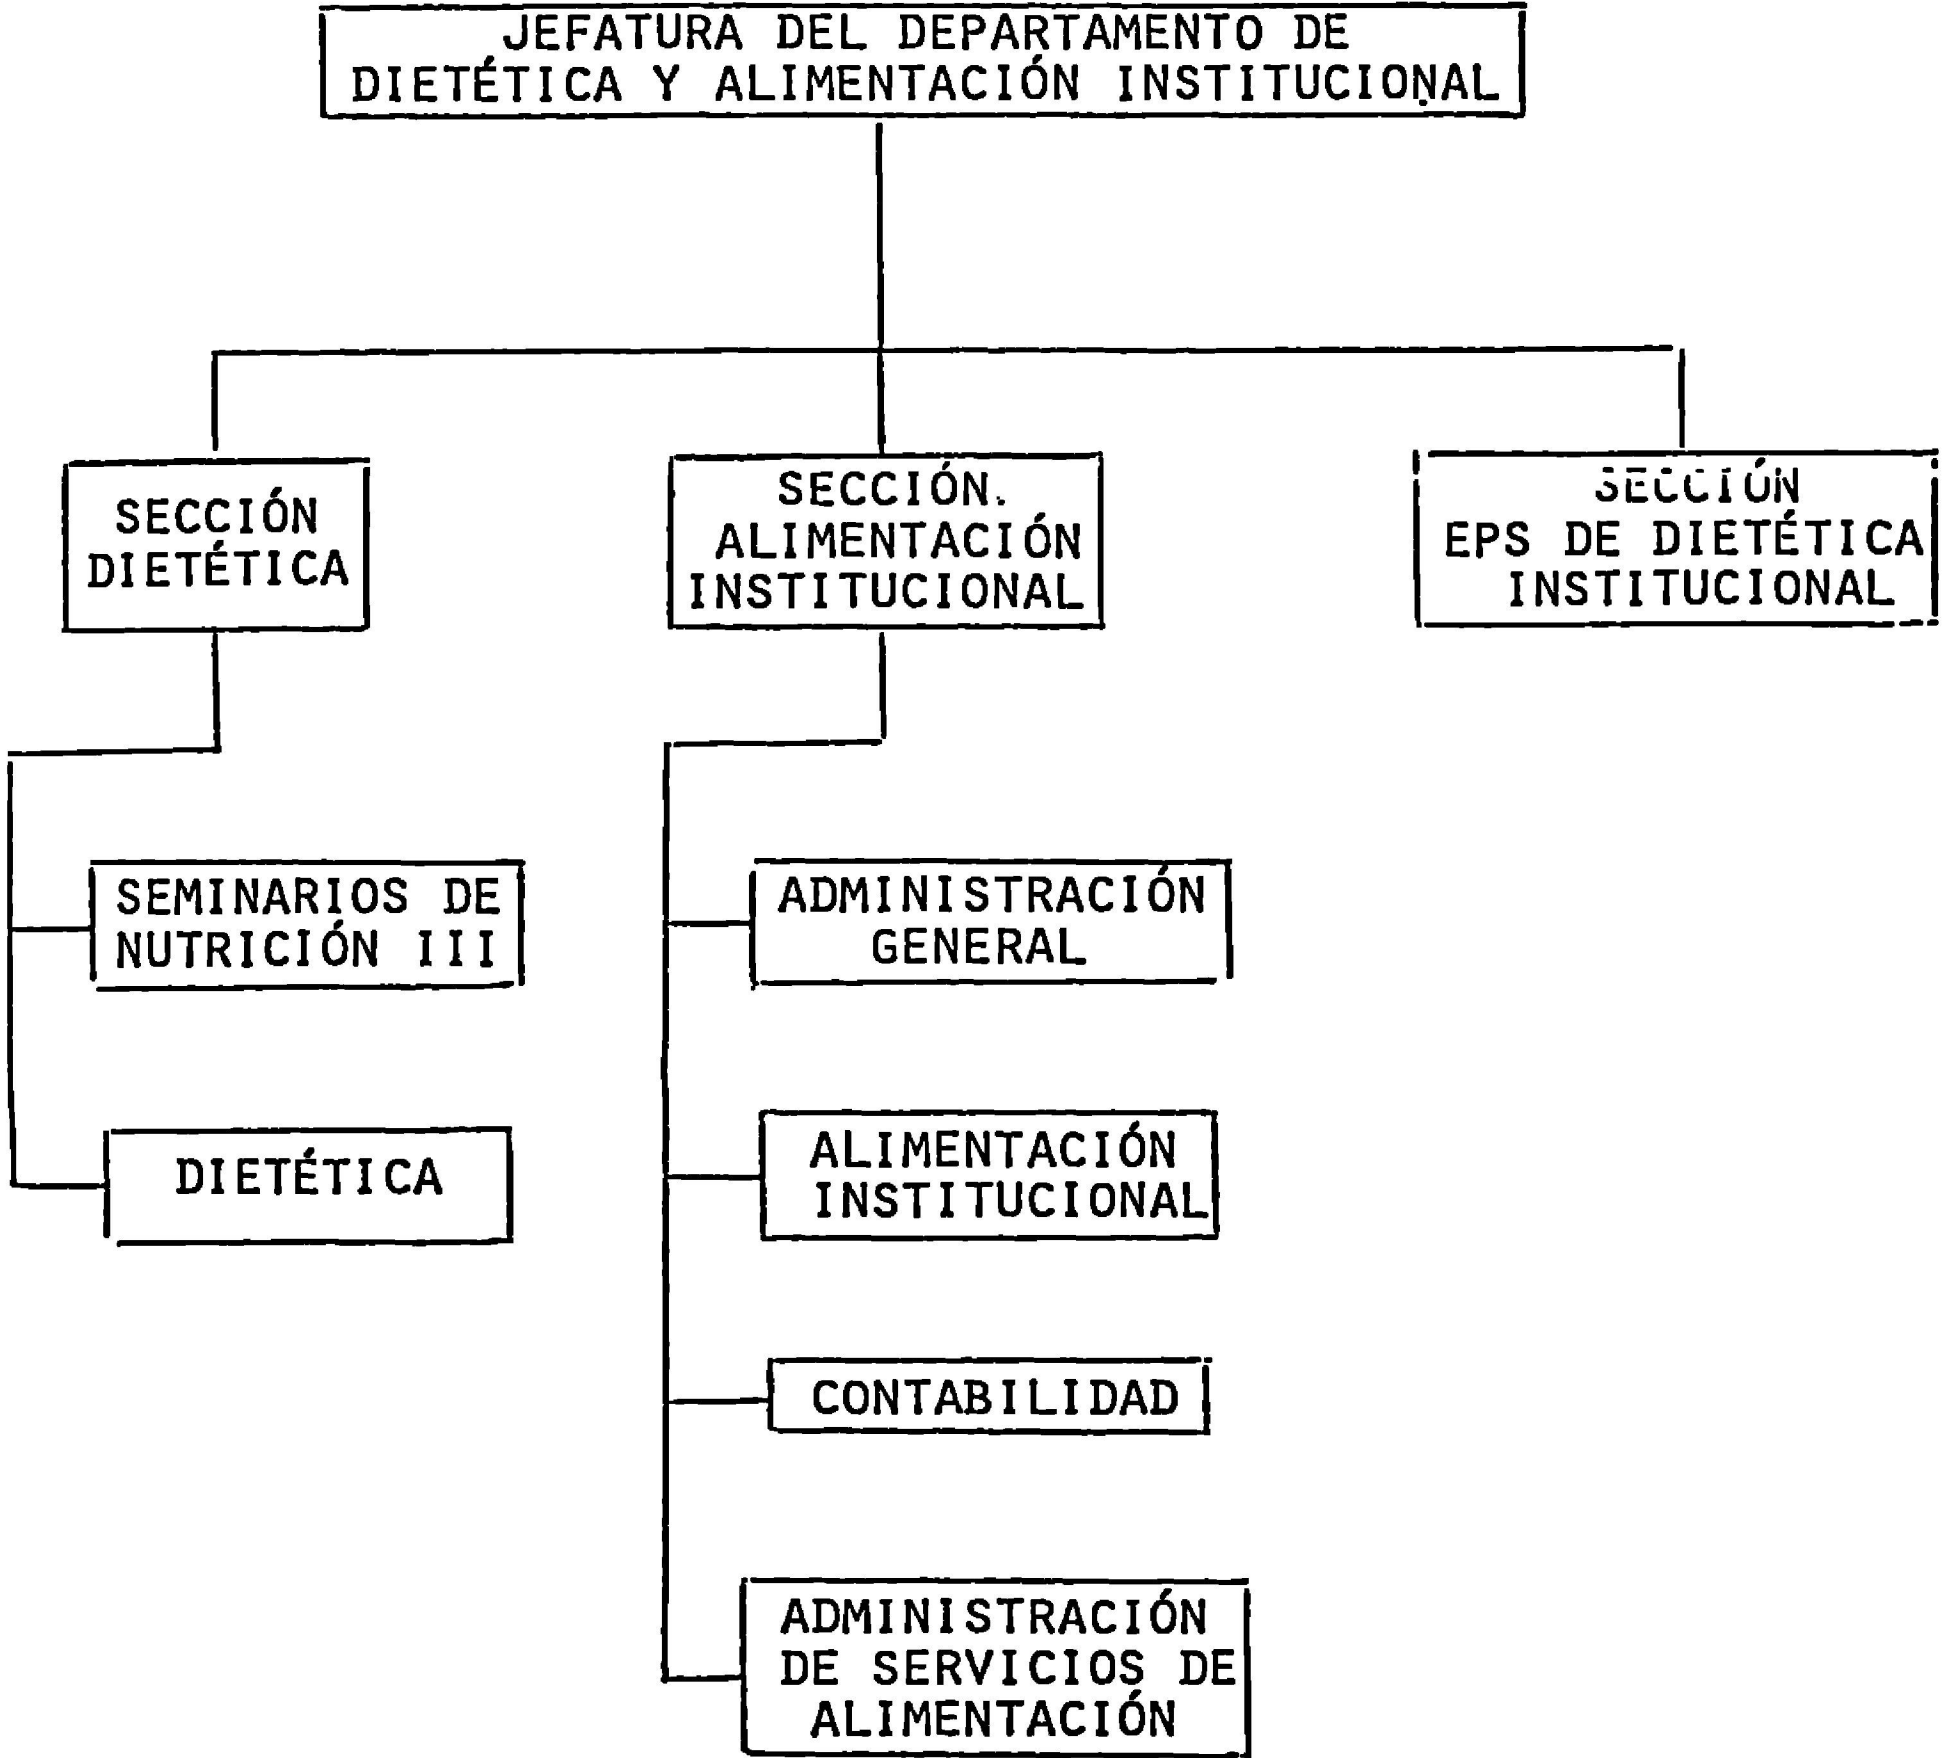 JEFATURA DEL DEPARTAMENTO DE
DIETÉTICA Y ALIMENTACIÓN INSTITUCIONAL
SECCIÓN
DIETÉTICA
SECCIÓN.
ALIMENTACIÓN
INSTITUCIONAL
SECCIÓN
EPS DE DIETÉTICA
INSTITUCIONAL
SEMINARIOS DE
NUTRICIÓN III
DIETÉTICA
ADMINISTRACIÓN
GENERAL
ALIMENTACIÓN
INSTITUCIONAL
CONTABILIDAD
ADMINISTRACIÓN
DE SERVICIOS DE
ALIMENTACIÓN